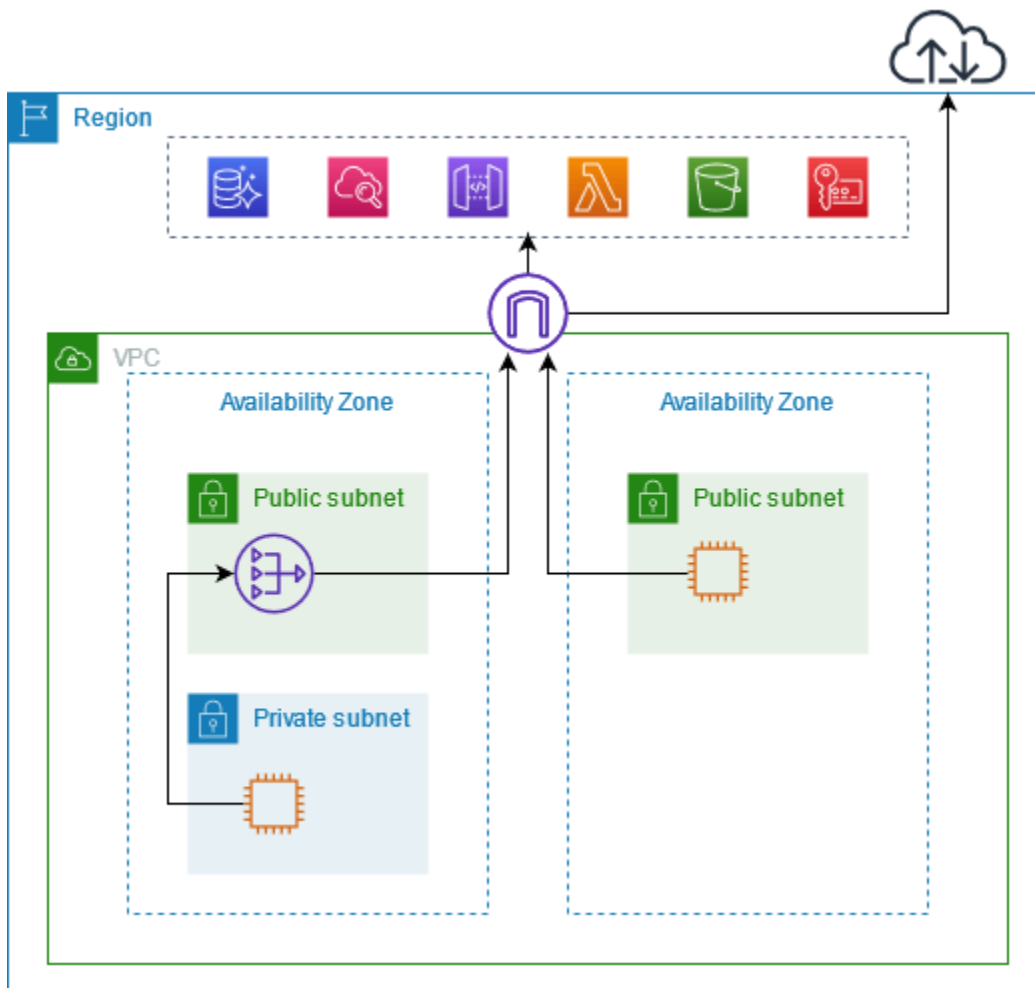 Region
VPC
Availability Zone
Availability Zone
Public subnet
Public subnet
Private subnet